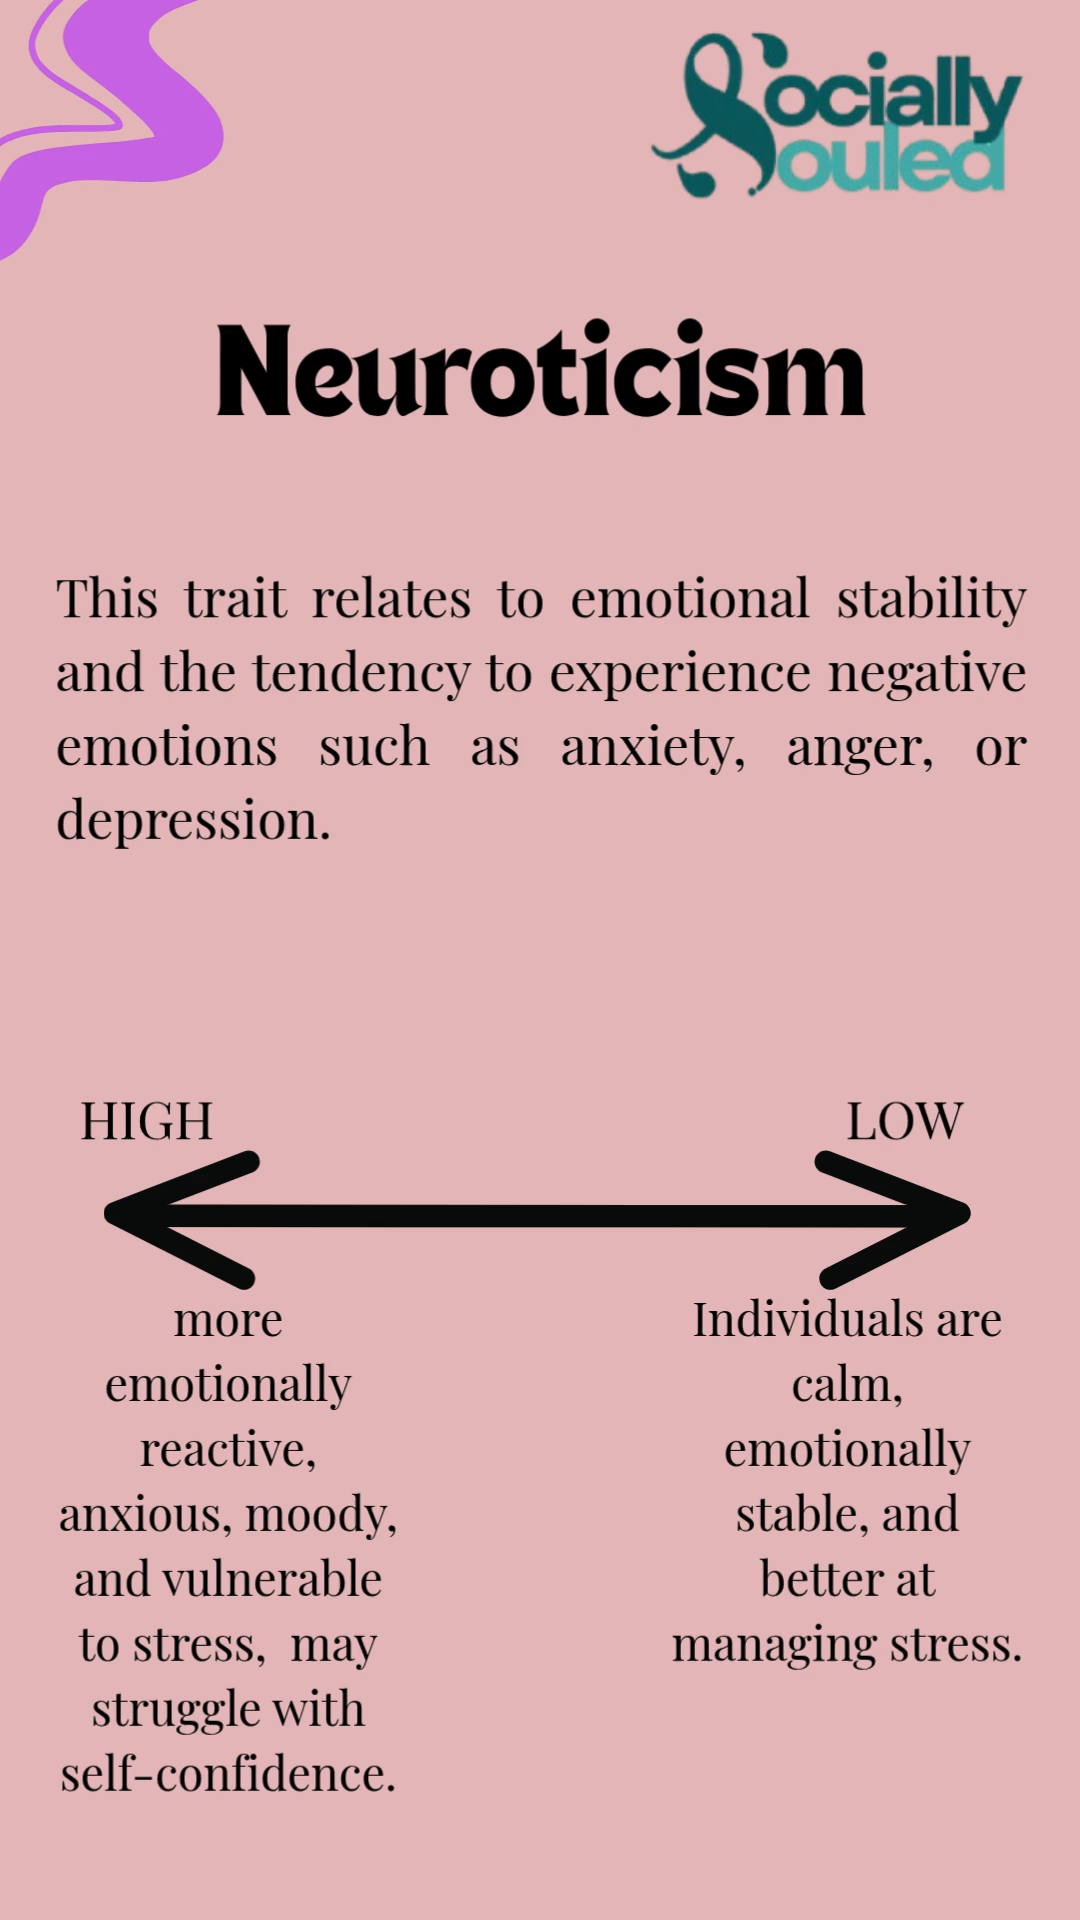 Socially
Souled
Neuroticism
This trait relates to emotional stability
and the tendency to experience negative
emotions such as anxiety, anger, or
depression.
HIGH
LOW
more
emotionally
reactive,
anxious, moody,
and vulnerable
to stress,  may
struggle with
self-confidence.
Individuals are
calm,
emotionally
stable, and
better at
managing stress.